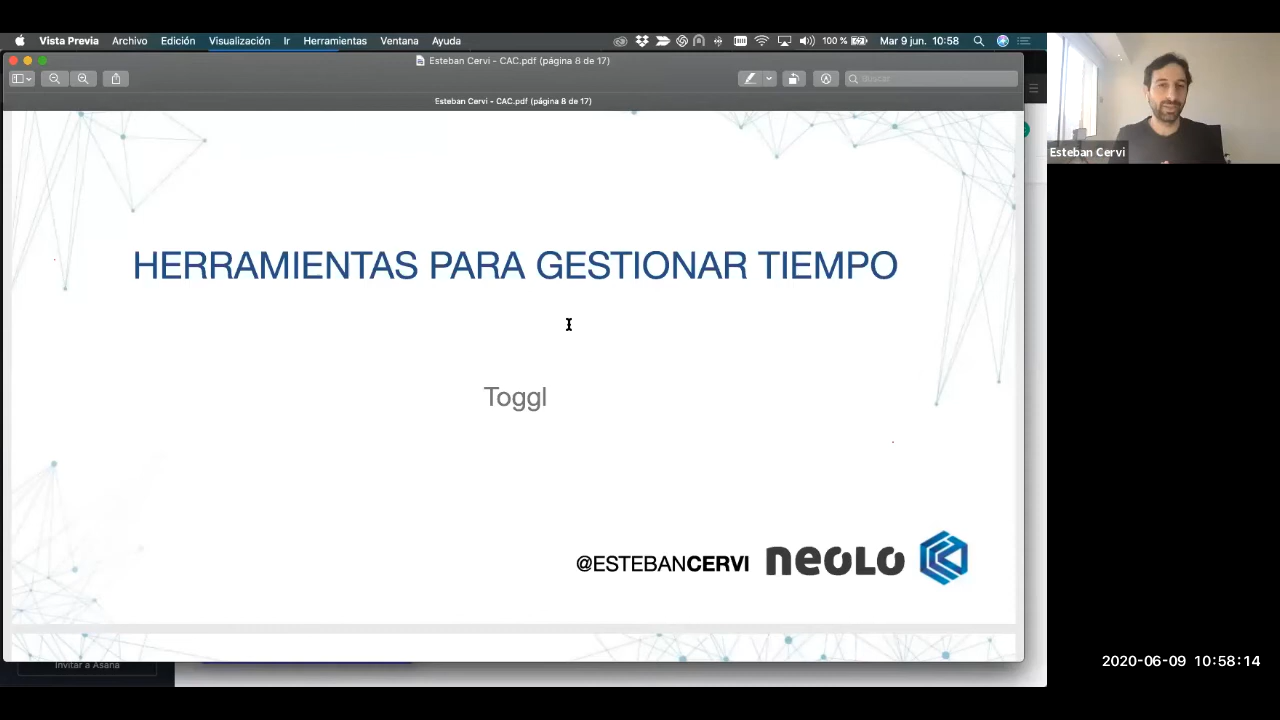 Vista Previa Archivo Edición Visualización Ir Herramientas Ventana Ayuda 100 % Mar 9 jun. 10:58
Esteban Cervi - CAC.pdf (página 8 de 17)
Buscar
Esteban Cervi - CAC.pdf (página 8 de 17)
Esteban Cervi
HERRAMIENTAS PARA GESTIONAR TIEMPO
Toggl
@ESTEBANCERVI neolo
Invitar a Asana
2020-06-09 10:58:14